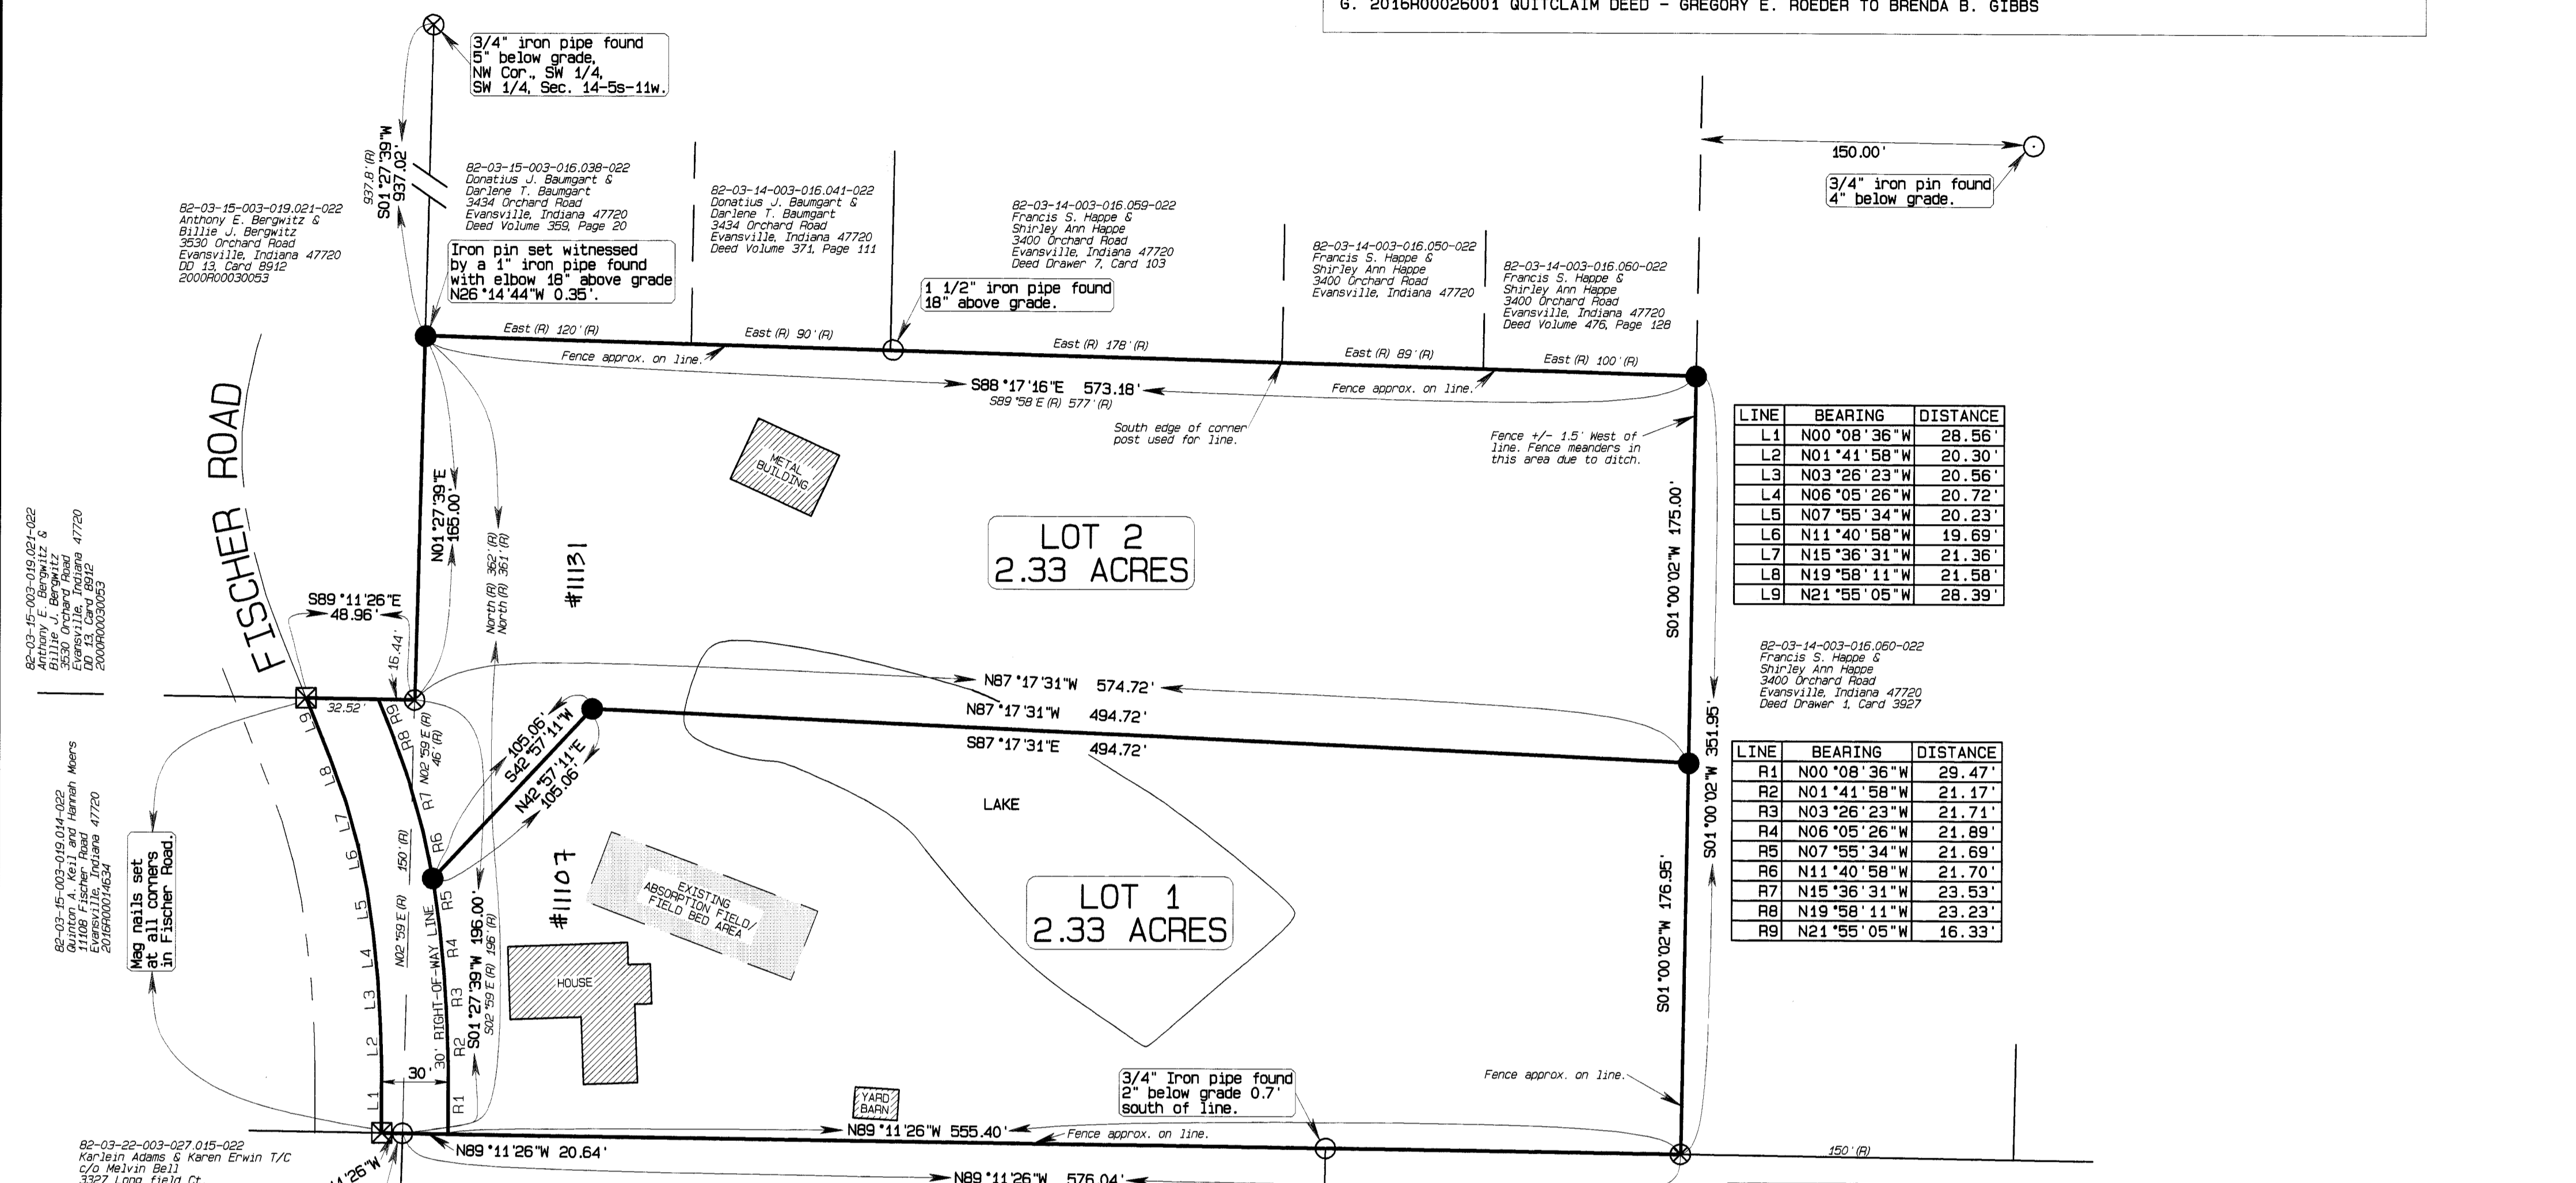 G. 2016R00026001 QUITCLAIM DEED - GREGORY E. ROEDER TO BRENDA B. GIBBS
3/4" iron pipe found
5" below grade,
NW Cor., SW 1/4,
SW 1/4, Sec. 14-5s-11w.
937.8'(R)
S01°27'39"W
937.02'
150.00'
3/4" iron pin found
4" below grade.
82-03-15-003-019.021-022
Anthony E. Bergwitz &
Billie J. Bergwitz
3530 Orchard Road
Evansville, Indiana 47720
DD 13, Card 8912
2000R00030053
82-03-15-003-016.038-022
Donatius J. Baumgart &
Darlene T. Baumgart
3434 Orchard Road
Evansville, Indiana 47720
Deed Volume 359, Page 20
82-03-14-003-016.041-022
Donatius J. Baumgart &
Darlene T. Baumgart
3434 Orchard Road
Evansville, Indiana 47720
Deed Volume 371, Page 111
82-03-14-003-016.059-022
Francis S. Happe &
Shirley Ann Happe
3400 Orchard Road
Evansville, Indiana 47720
Deed Drawer 7, Card 103
82-03-14-003-016.050-022
Francis S. Happe &
Shirley Ann Happe
3400 Orchard Road
Evansville, Indiana 47720
82-03-14-003-016.060-022
Francis S. Happe &
Shirley Ann Happe
3400 Orchard Road
Evansville, Indiana 47720
Deed Volume 476, Page 128
Iron pin set witnessed
by a 1" iron pipe found
with elbow 18" above grade
N26°14'44"W 0.35'.
1 1/2" iron pipe found
18" above grade.
East (R) 120'(R)
East (R) 90'(R)
East (R) 178'(R)
East (R) 89'(R)
East (R) 100'(R)
Fence approx. on line.
S88°17'16"E 573.18'
S89°58'E (R) 577'(R)
Fence approx. on line.
South edge of corner
post used for line.
Fence +/- 1.5' West of
line. Fence meanders in
this area due to ditch.
METAL
BUILDING
FISCHER ROAD
N01°27'39"E
165.00'
North (R) 362'(R)
North (R) 361'(R)
#11131
LOT 2
2.33 ACRES
S01°00'02"W 175.00'
LINE BEARING DISTANCE
L1 N00°08'36"W 28.56'
L2 N01°41'58"W 20.30'
L3 N03°26'23"W 20.56'
L4 N06°05'26"W 20.72'
L5 N07°55'34"W 20.23'
L6 N11°40'58"W 19.69'
L7 N15°36'31"W 21.36'
L8 N19°58'11"W 21.58'
L9 N21°55'05"W 28.39'
82-03-15-003-019.021-022
Anthony E. Bergwitz &
Billie J. Bergwitz
3530 Orchard Road
Evansville, Indiana 47720
DD 13, Card 8912
2000R00030053
S89°11'26"E
48.96'
16.44'
32.52'
N87°17'31"W 574.72'
N87°17'31"W 494.72'
S87°17'31"E 494.72'
105.06'
S42°57'11"W
N42°57'11"E
105.06'
82-03-14-003-016.060-022
Francis S. Happe &
Shirley Ann Happe
3400 Orchard Road
Evansville, Indiana 47720
Deed Drawer 1, Card 3927
S01°00'02"W 351.95'
LINE BEARING DISTANCE
R1 N00°08'36"W 29.47'
R2 N01°41'58"W 21.17'
R3 N03°26'23"W 21.71'
R4 N06°05'26"W 21.89'
R5 N07°55'34"W 21.69'
R6 N11°40'58"W 21.70'
R7 N15°36'31"W 23.53'
R8 N19°58'11"W 23.23'
R9 N21°55'05"W 16.33'
82-03-15-003-019.014-022
Quinton A. Keil and Hannah Moers
11108 Fischer Road
Evansville, Indiana 47720
2016R00014634
Mag nails set
at all corners
in Fischer Road.
L9
L8
L7
L6
L5
L4
L3
L2
L1
R9
R8
R7
R6
R5
R4
R3
R2
R1
N02°59'E (R)
46'(R)
N02°59'E (R) 150'(R)
30' RIGHT-OF-WAY LINE
S01°27'39"W 196.00'
S02°59'E (R) 196'(R)
#11107
EXISTING
ABSORPTION FIELD/
FIELD BED AREA
HOUSE
LAKE
LOT 1
2.33 ACRES
S01°00'02"W 176.95'
30'
YARD
BARN
3/4" Iron pipe found
2" below grade 0.7'
south of line.
Fence approx. on line.
N89°11'26"W 555.40'
Fence approx. on line.
N89°11'26"W 20.64'
N89°11'26"W 576.04'
150'(R)
82-03-22-003-027.015-022
Karlein Adams & Karen Erwin T/C
c/o Melvin Bell
3327 Long field Ct.
1'26"W